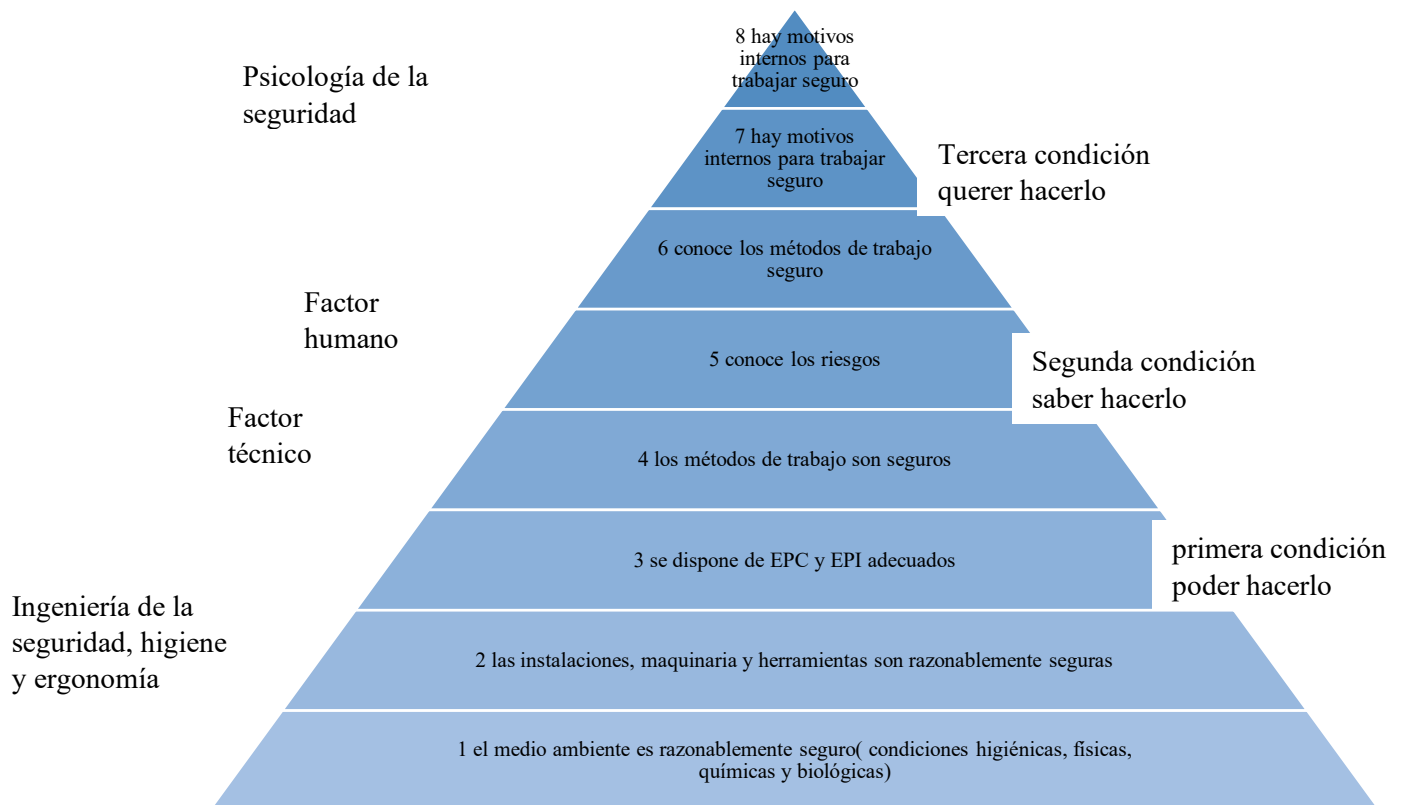 8 hay motivos
internos para
trabajar seguro
Psicología de la
seguridad
7 hay motivos
internos para trabajar
seguro
Tercera condición
querer hacerlo
6 conoce los métodos de trabajo
seguro
Factor
humano
5 conoce los riesgos
Segunda condición
saber hacerlo
Factor
técnico
4 los métodos de trabajo son seguros
3 se dispone de EPC y EPI adecuados
primera condición
poder hacerlo
Ingeniería de la
seguridad, higiene
y ergonomía
2 las instalaciones, maquinaria y herramientas son razonablemente seguras
1 el medio ambiente es razonablemente seguro( condiciones higiénicas, físicas,
químicas y biológicas)